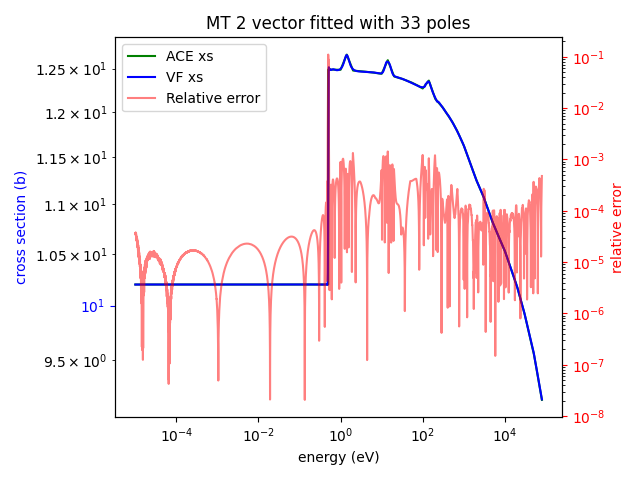 MT 2 vector fitted with 33 poles
ACE xs
VF xs
Relative error
cross section (b)
1.25 × 10¹
1.2 × 10¹
1.15 × 10¹
1.1 × 10¹
1.05 × 10¹
10¹
9.5 × 10⁰
10⁻¹
10⁻²
10⁻³
10⁻⁴
10⁻⁵
10⁻⁶
10⁻⁷
10⁻⁸
relative error
10⁻⁴
10⁻²
10⁰
10²
10⁴
energy (eV)